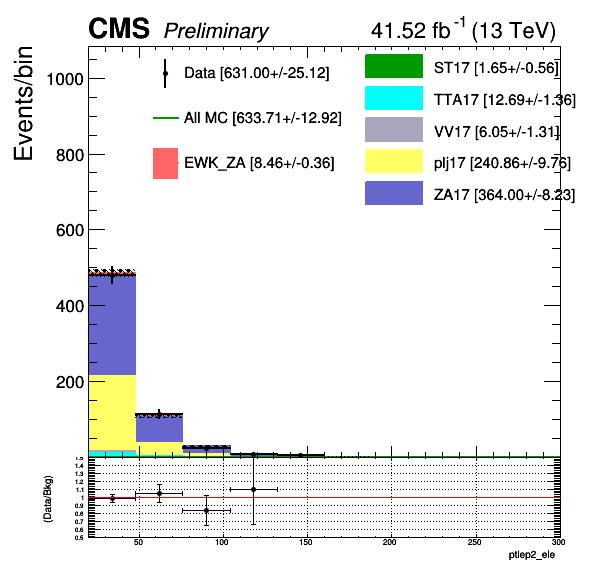 CMS Preliminary 41.52 fb-1 (13 TeV)
Events/bin
1000
800
600
400
200
Data [631.00+/-25.12]
All MC [633.71+/-12.92]
EWK_ZA [8.46+/-0.36]
ST17 [1.65+/-0.56]
TTA17 [12.69+/-1.36]
VV17 [6.05+/-1.31]
plj17 [240.86+/-9.76]
ZA17 [364.00+/-8.23]
(Data/Bkg)
1.5
1.4
1.3
1.2
1.1
1
0.9
0.8
0.7
0.6
0.5
50 100 150 200 250 300
ptlep2_ele